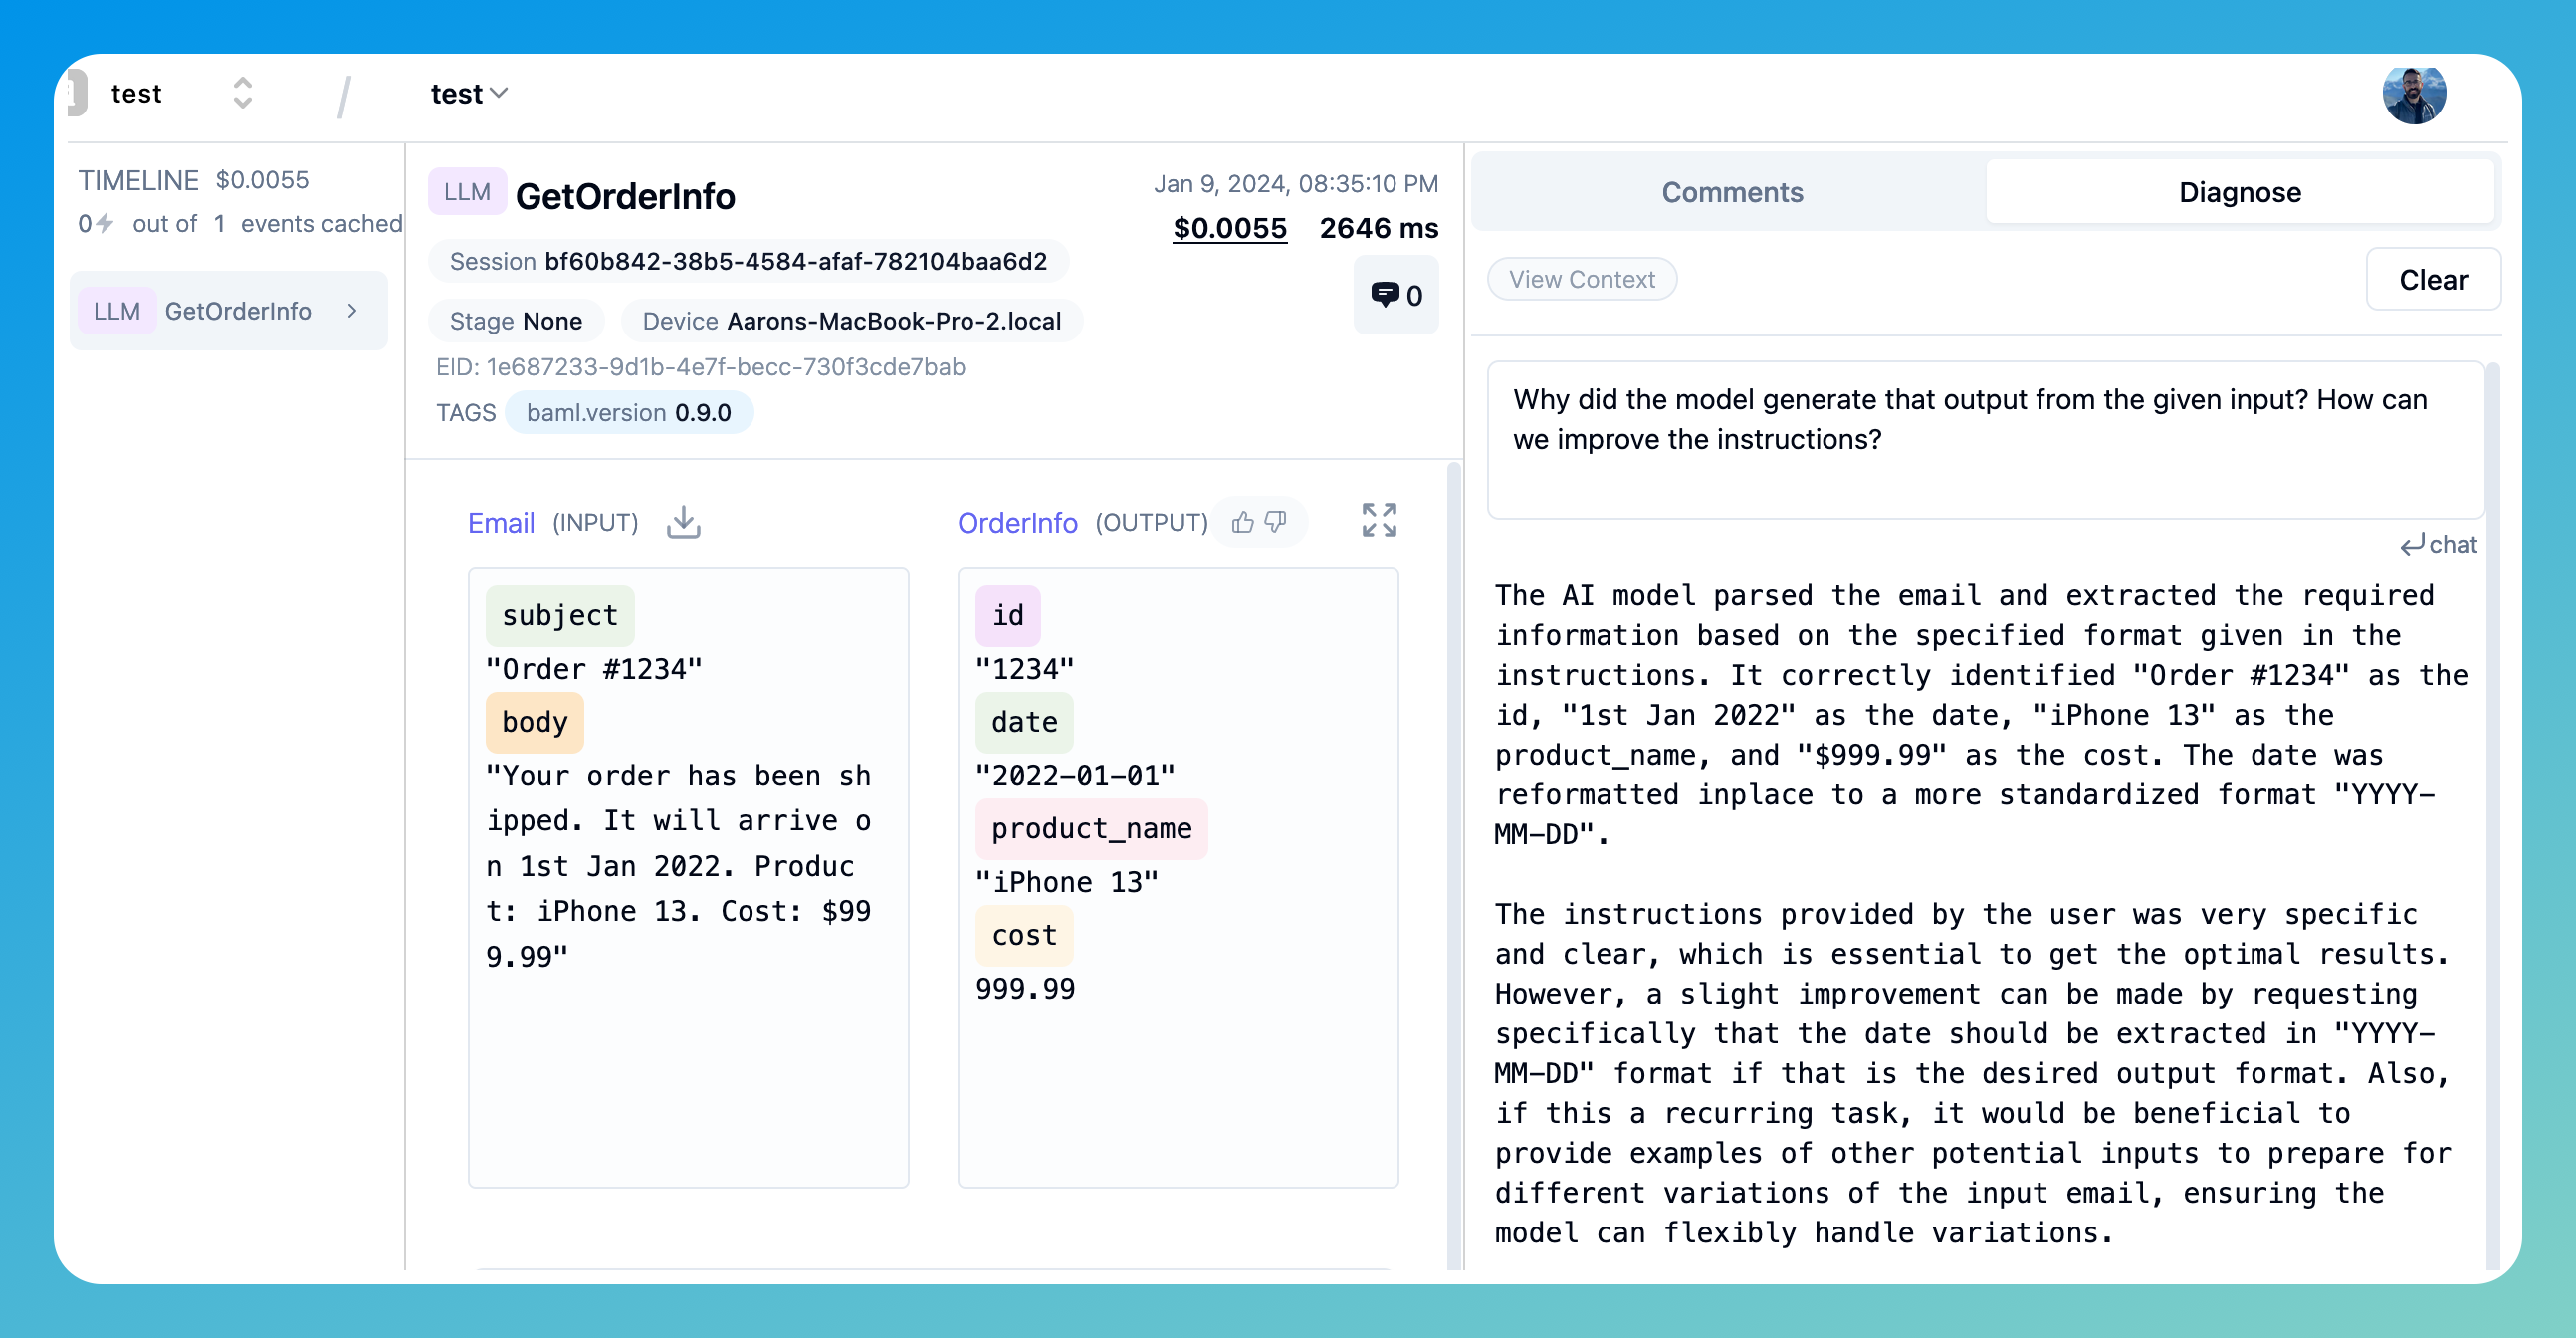 test
/
test
TIMELINE $0.0055
0 out of 1 events cached
LLM GetOrderInfo
LLM GetOrderInfo
Jan 9, 2024, 08:35:10 PM
$0.0055 2646 ms
Session bf60b842-38b5-4584-afaf-782104baa6d2
Stage None Device Aarons-MacBook-Pro-2.local
0
EID: 1e687233-9d1b-4e7f-becc-730f3cde7bab
TAGS baml.version 0.9.0
Email (INPUT)
subject
"Order #1234"
body
"Your order has been sh
ipped. It will arrive o
n 1st Jan 2022. Produc
t: iPhone 13. Cost: $99
9.99"
OrderInfo (OUTPUT)
id
"1234"
date
"2022-01-01"
product_name
"iPhone 13"
cost
999.99
Comments
Diagnose
View Context
Clear
Why did the model generate that output from the given input? How can
we improve the instructions?
chat
The AI model parsed the email and extracted the required
information based on the specified format given in the
instructions. It correctly identified "Order #1234" as the
id, "1st Jan 2022" as the date, "iPhone 13" as the
product_name, and "$999.99" as the cost. The date was
reformatted inplace to a more standardized format "YYYY-
MM-DD".
The instructions provided by the user was very specific
and clear, which is essential to get the optimal results.
However, a slight improvement can be made by requesting
specifically that the date should be extracted in "YYYY-
MM-DD" format if that is the desired output format. Also,
if this a recurring task, it would be beneficial to
provide examples of other potential inputs to prepare for
different variations of the input email, ensuring the
model can flexibly handle variations.